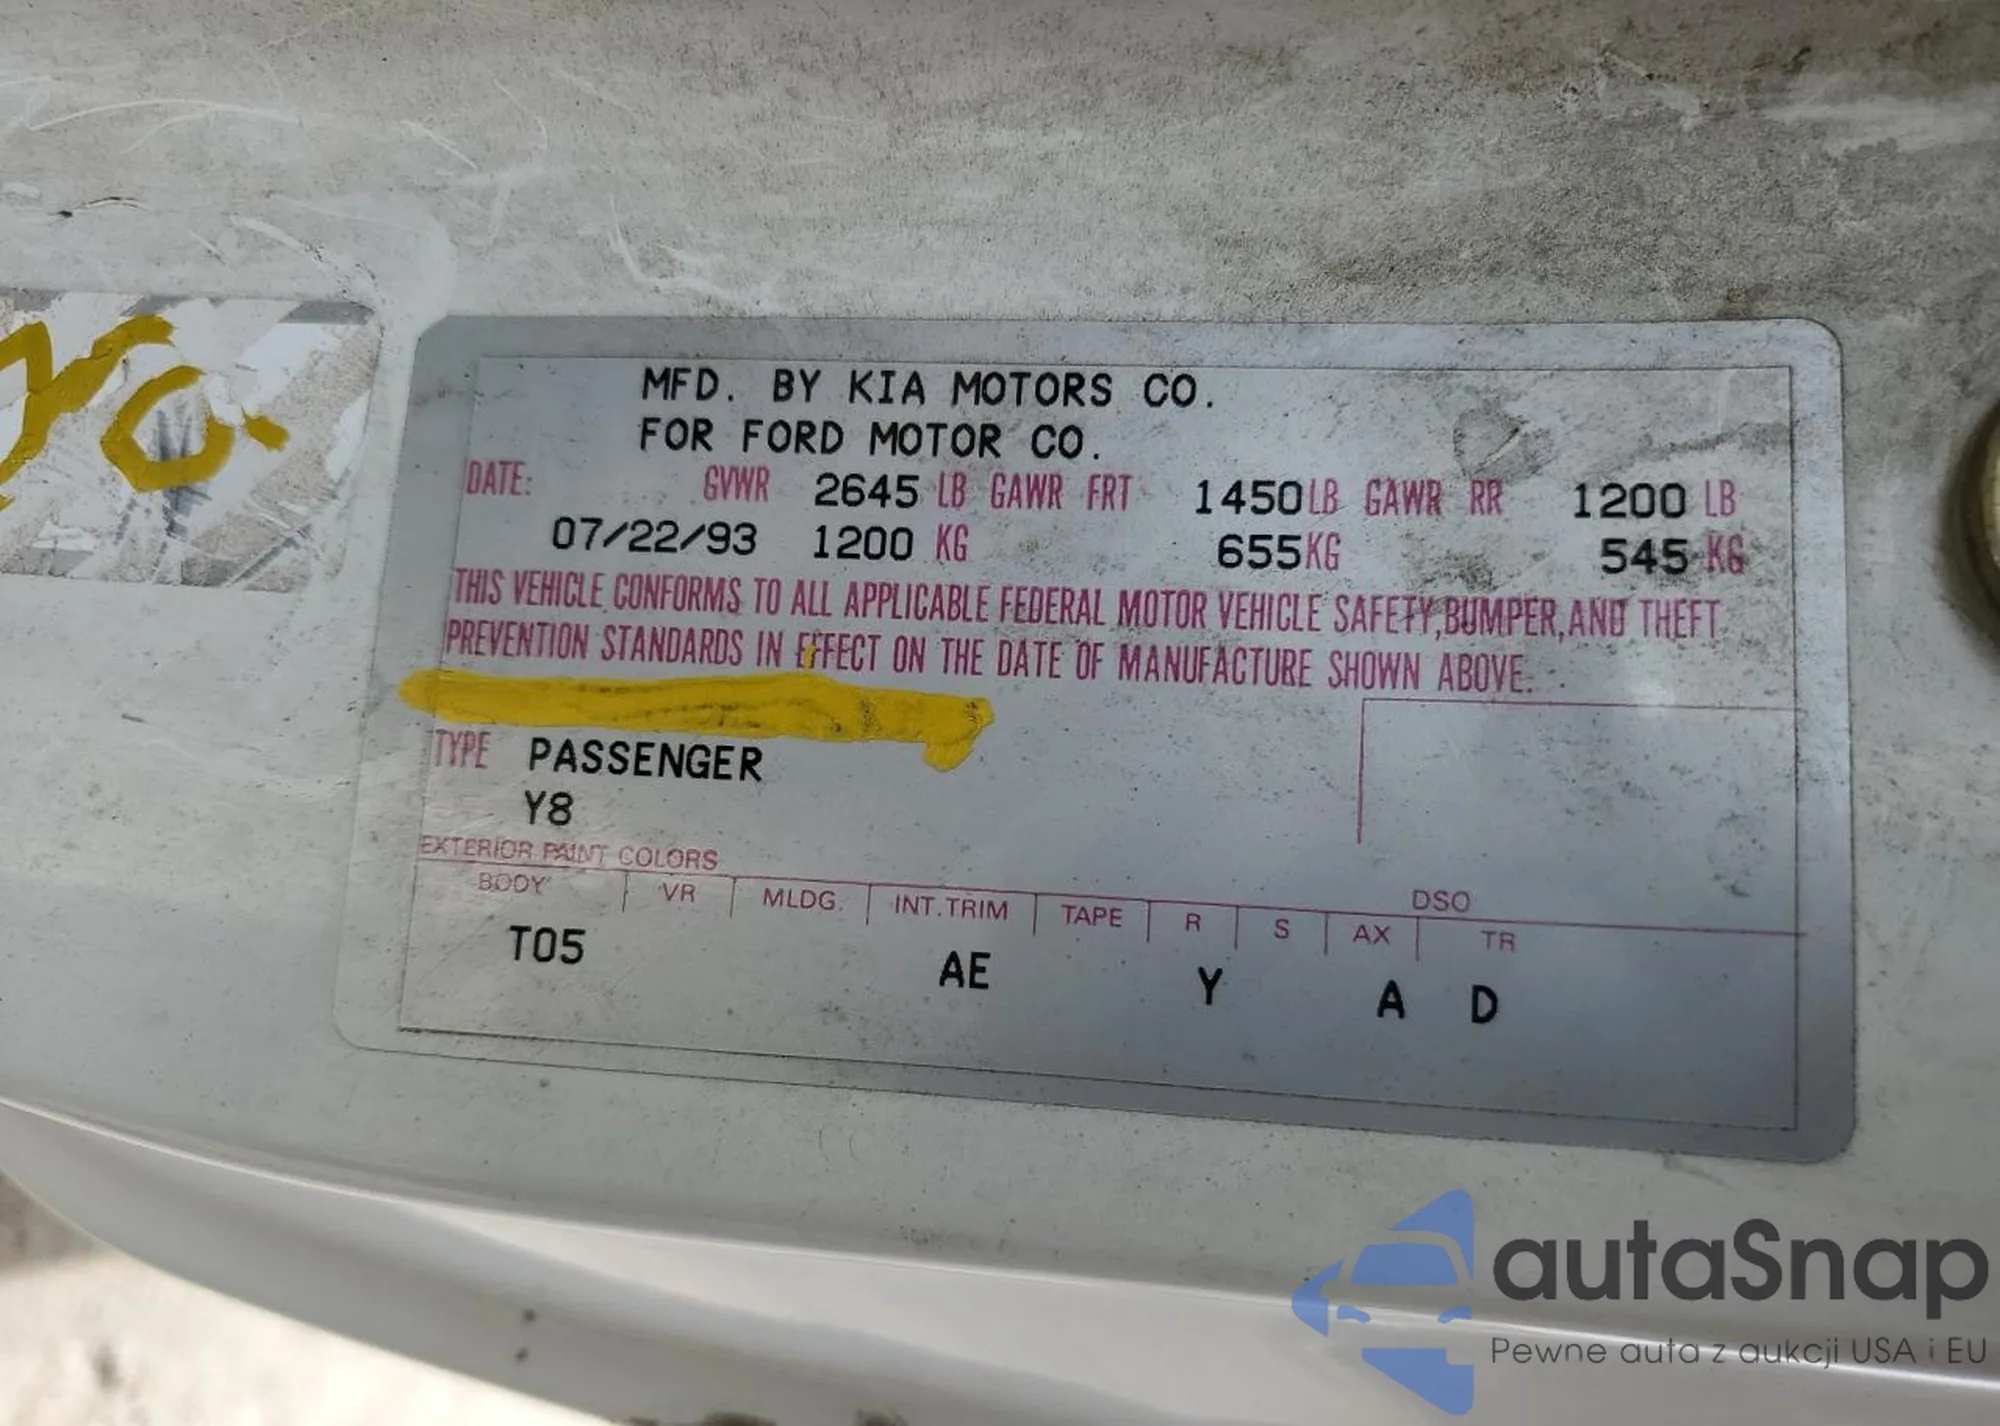 MFD. BY KIA MOTORS CO.
FOR FORD MOTOR CO.
DATE: GVWR 2645 LB GAWR FRT 1450 LB GAWR RR 1200 LB
07/22/93 1200 KG 655 KG 545 KG
THIS VEHICLE CONFORMS TO ALL APPLICABLE FEDERAL MOTOR VEHICLE SAFETY, BUMPER, AND THEFT
PREVENTION STANDARDS IN EFFECT ON THE DATE OF MANUFACTURE SHOWN ABOVE.
TYPE PASSENGER
Y8
EXTERIOR PAINT COLORS DSO
BODY VR MLDG. INT. TRIM TAPE R S AX TR
T05 AE Y A D
autaSnap
Pewne auta z aukcji USA i EU